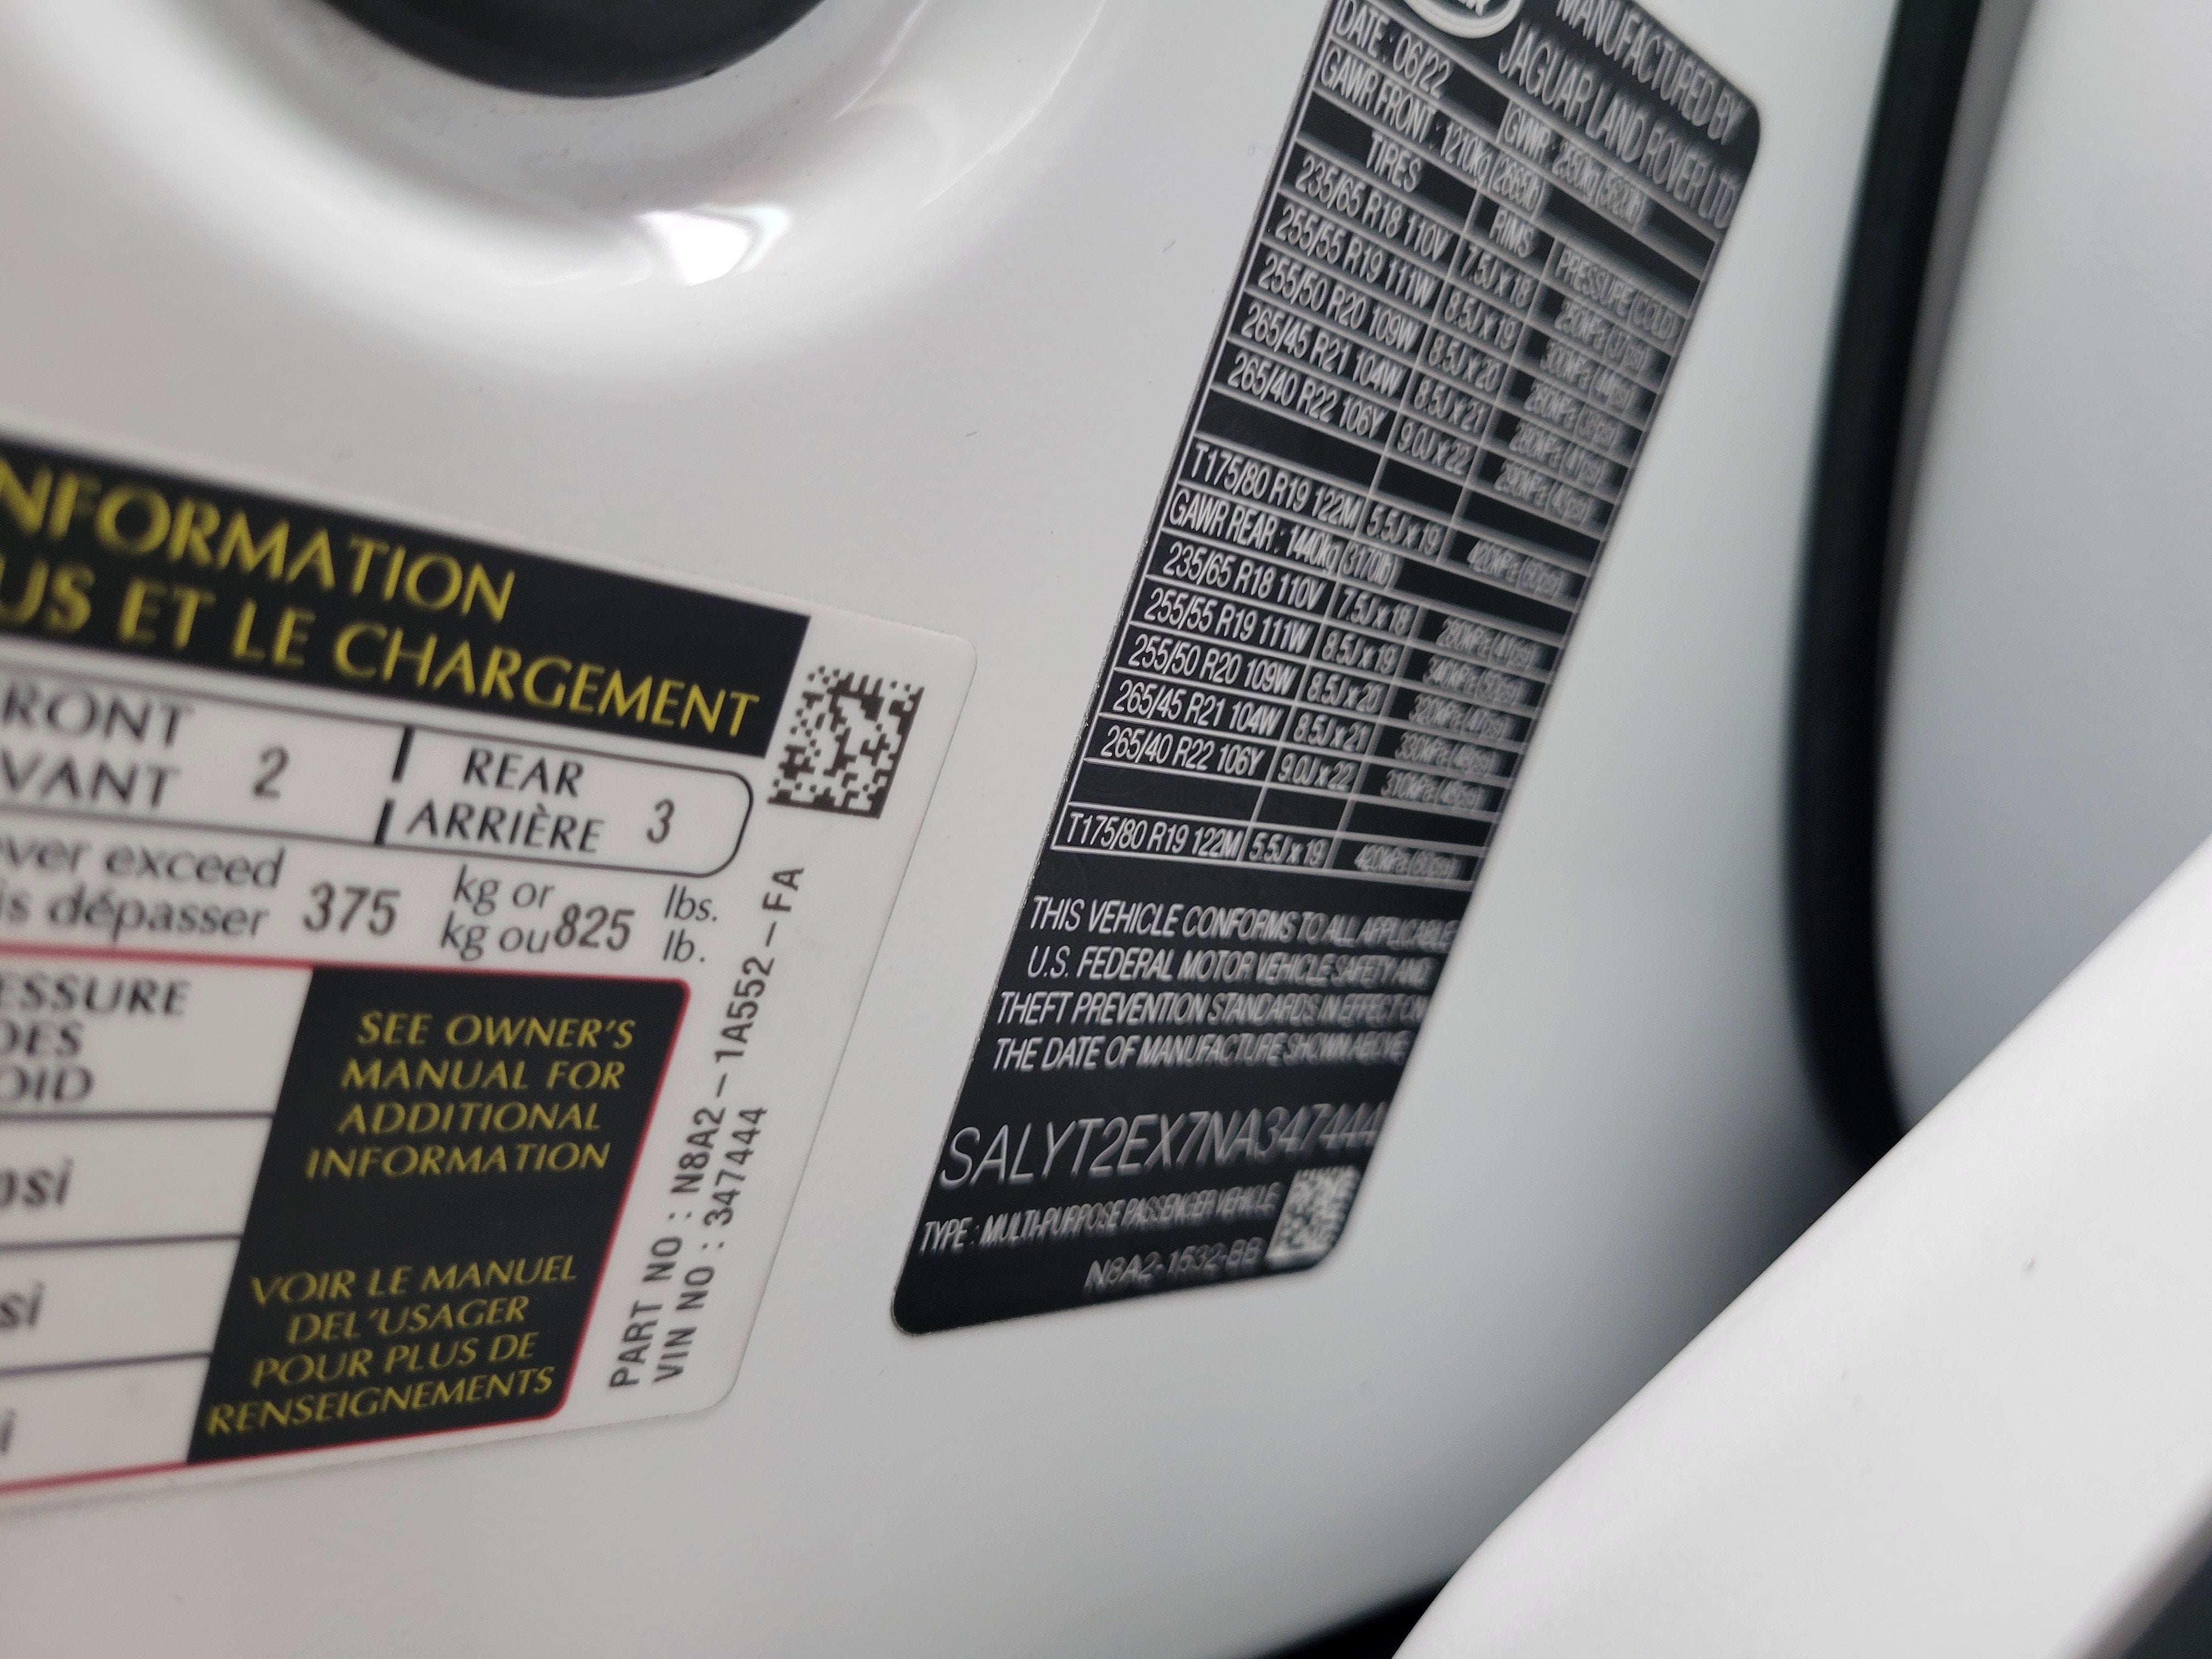 NFORMATION
US ET LE CHARGEMENT
RONT
VANT
2
REAR
ARRIÈRE
3
ver exceed
is dépasser
375
kg or
kg ou
825
lbs.
lb.
ESSURE
DES
OID
psi
si
i
SEE OWNER'S
MANUAL FOR
ADDITIONAL
INFORMATION
VOIR LE MANUEL
DEL'USAGER
POUR PLUS DE
RENSEIGNEMENTS
PART NO : N8A2-1A552-FA
VIN NO : 347444
MANUFACTURED BY
JAGUAR LAND ROVER LTD
DATE : 06/22 GVWR
GAWR FRONT : 1210kg (2665lb)
TIRES RIMS PRESSURE (COLD)
235/65 R18 110V 7.5J x 18
255/55 R19 111W 8.5J x 19
255/50 R20 109W 8.5J x 20
265/45 R21 104W 8.5J x 21
265/40 R22 106Y 9.0J x 22
T175/80 R19 122M 5.5J x 19 420kPa (60psi)
GAWR REAR : 1440kg (3170lb)
235/65 R18 110V 7.5J x 18
255/55 R19 111W 8.5J x 19
255/50 R20 109W 8.5J x 20
265/45 R21 104W 8.5J x 21
265/40 R22 106Y 9.0J x 22
T175/80 R19 122M 5.5J x 19 420kPa (60psi)
THIS VEHICLE CONFORMS TO ALL APPLICABLE
U.S. FEDERAL MOTOR VEHICLE SAFETY AND
THEFT PREVENTION STANDARDS IN EFFECT ON
THE DATE OF MANUFACTURE SHOWN ABOVE
SALYT2EX7NA347444
TYPE : MULTI-PURPOSE PASSENGER VEHICLE
N8A2-1532-BB